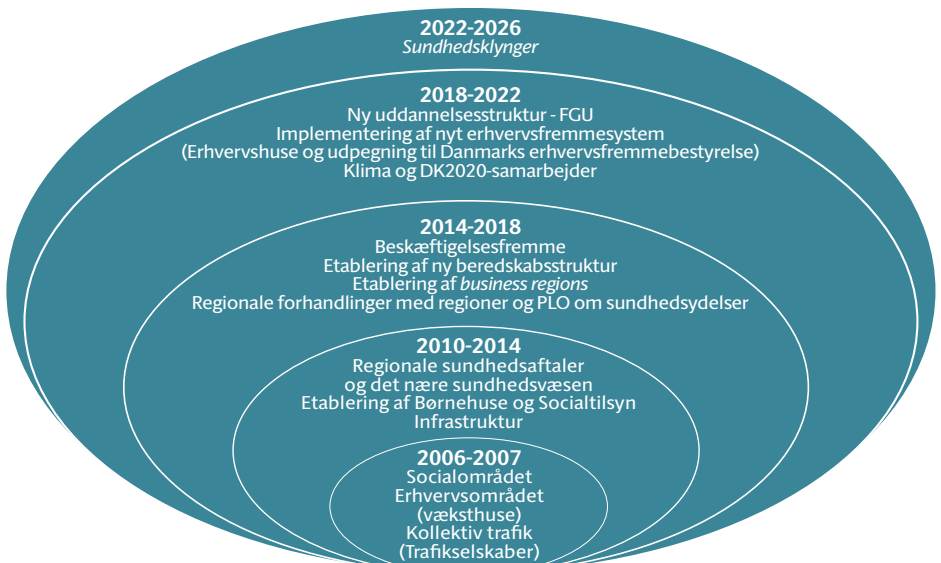 2022-2026
Sundhedsklynger
2018-2022
Ny uddannelsesstruktur - FGU
Implementering af nyt erhvervsfremmesystem
(Erhvervshuse og udpegning til Danmarks erhvervsfremmebestyrelse)
Klima og DK2020-samarbejder
2014-2018
Beskæftigelsesfremme
Etablering af ny beredskabsstruktur
Etablering af business regions
Regionale forhandlinger med regioner og PLO om sundhedsydelser
2010-2014
Regionale sundhedsaftaler
og det nære sundhedsvæsen
Etablering af Børnehuse og Socialtilsyn
Infrastruktur
2006-2007
Socialområdet
Erhvervsområdet
(væksthuse)
Kollektiv trafik
(Trafikselskaber)